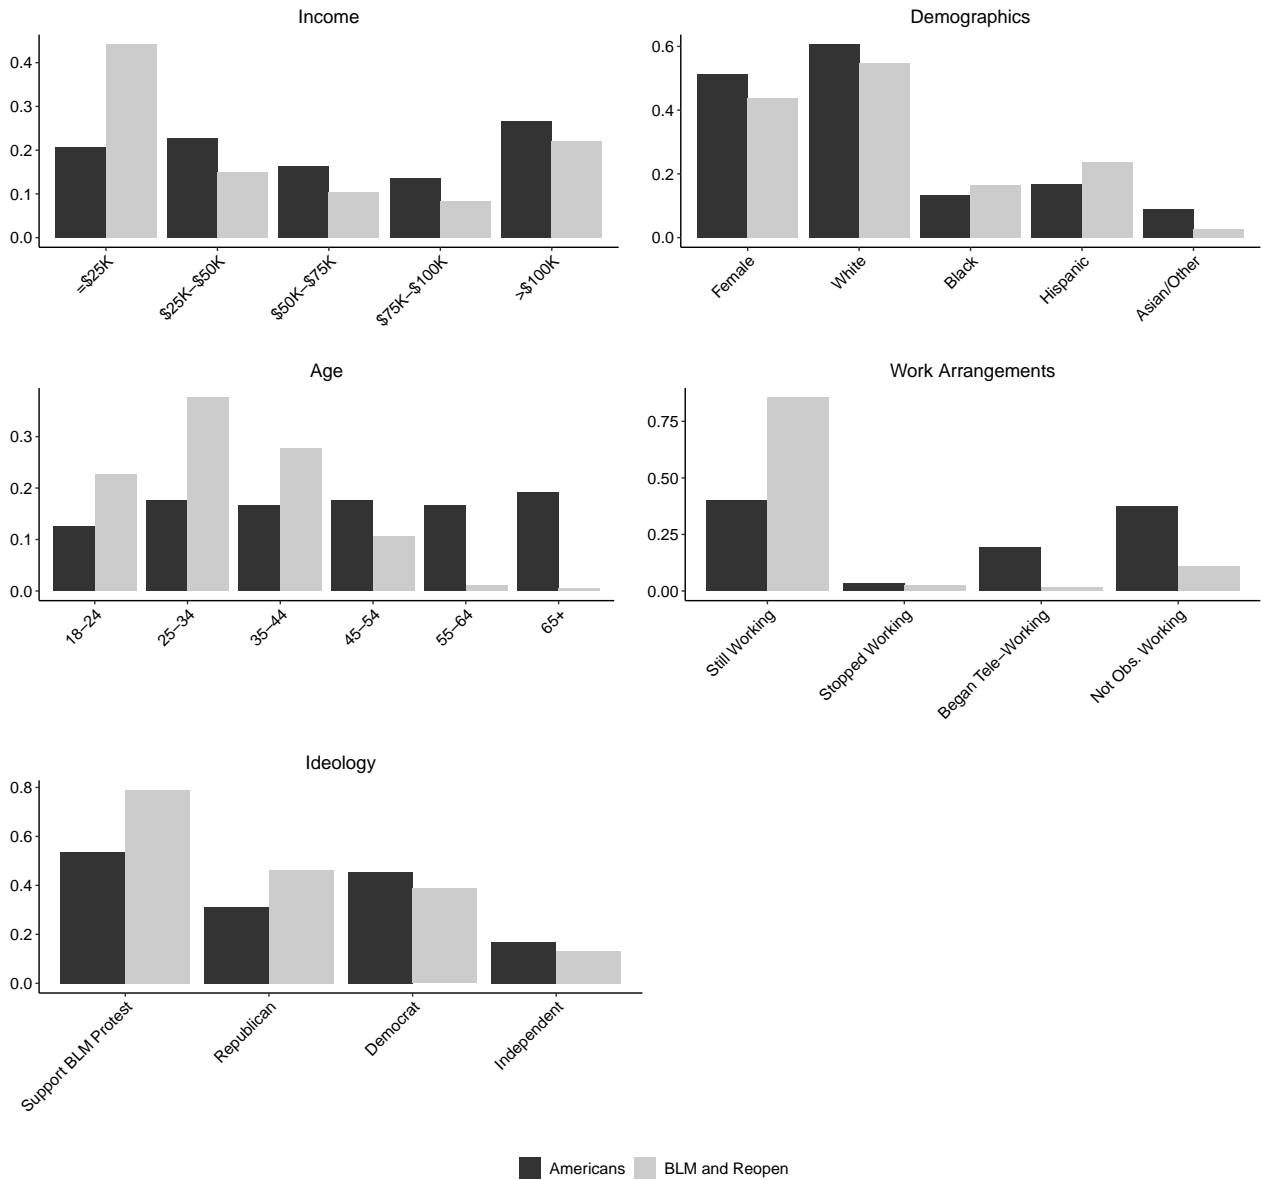 Income
0.4
0.3
0.2
0.1
0.0
=$25K
$25K–$50K
$50K–$75K
$75K–$100K
>$100K
Demographics
0.6
0.4
0.2
0.0
Female
White
Black
Hispanic
Asian/Other
Age
0.3
0.2
0.1
0.0
18–24
25–34
35–44
45–54
55–64
65+
Work Arrangements
0.75
0.50
0.25
0.00
Still Working
Stopped Working
Began Tele–Working
Not Obs. Working
Ideology
0.8
0.6
0.4
0.2
0.0
Support BLM Protest
Republican
Democrat
Independent
Americans
BLM and Reopen